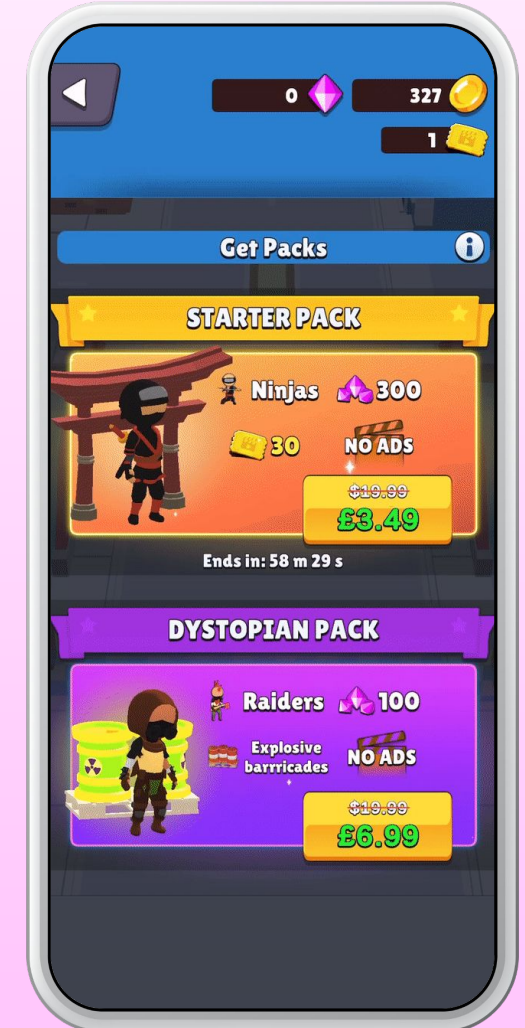 0
327
1
Get Packs
STARTER PACK
Ninjas 300
30 NO ADS
$19.99
£3.49
Ends in: 58 m 29 s
DYSTOPIAN PACK
Raiders 100
Explosive
barrricades
NO ADS
$19.99
£6.99